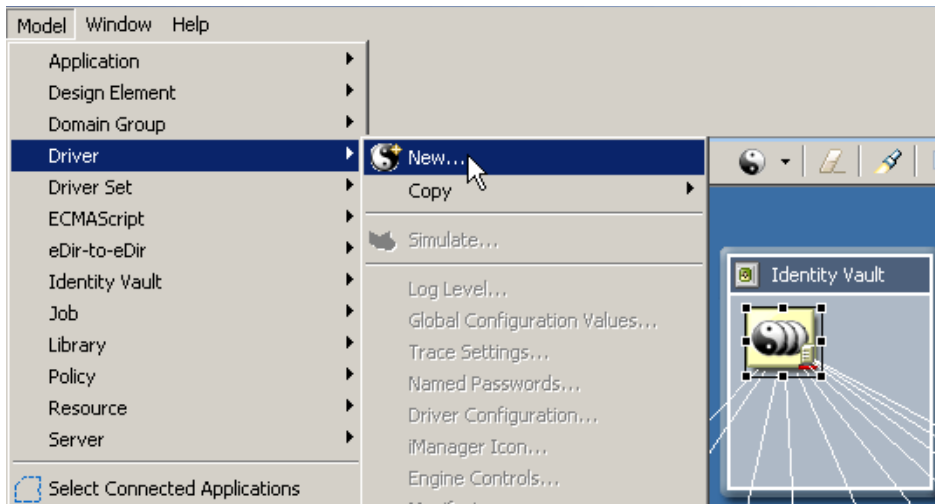 Model Window Help
Application
Design Element
Domain Group
Driver
Driver Set
ECMAScript
eDir-to-eDir
Identity Vault
Job
Library
Policy
Resource
Server
Select Connected Applications
New...
Copy
Simulate...
Log Level...
Global Configuration Values...
Trace Settings...
Named Passwords...
Driver Configuration...
iManager Icon...
Engine Controls...
Identity Vault